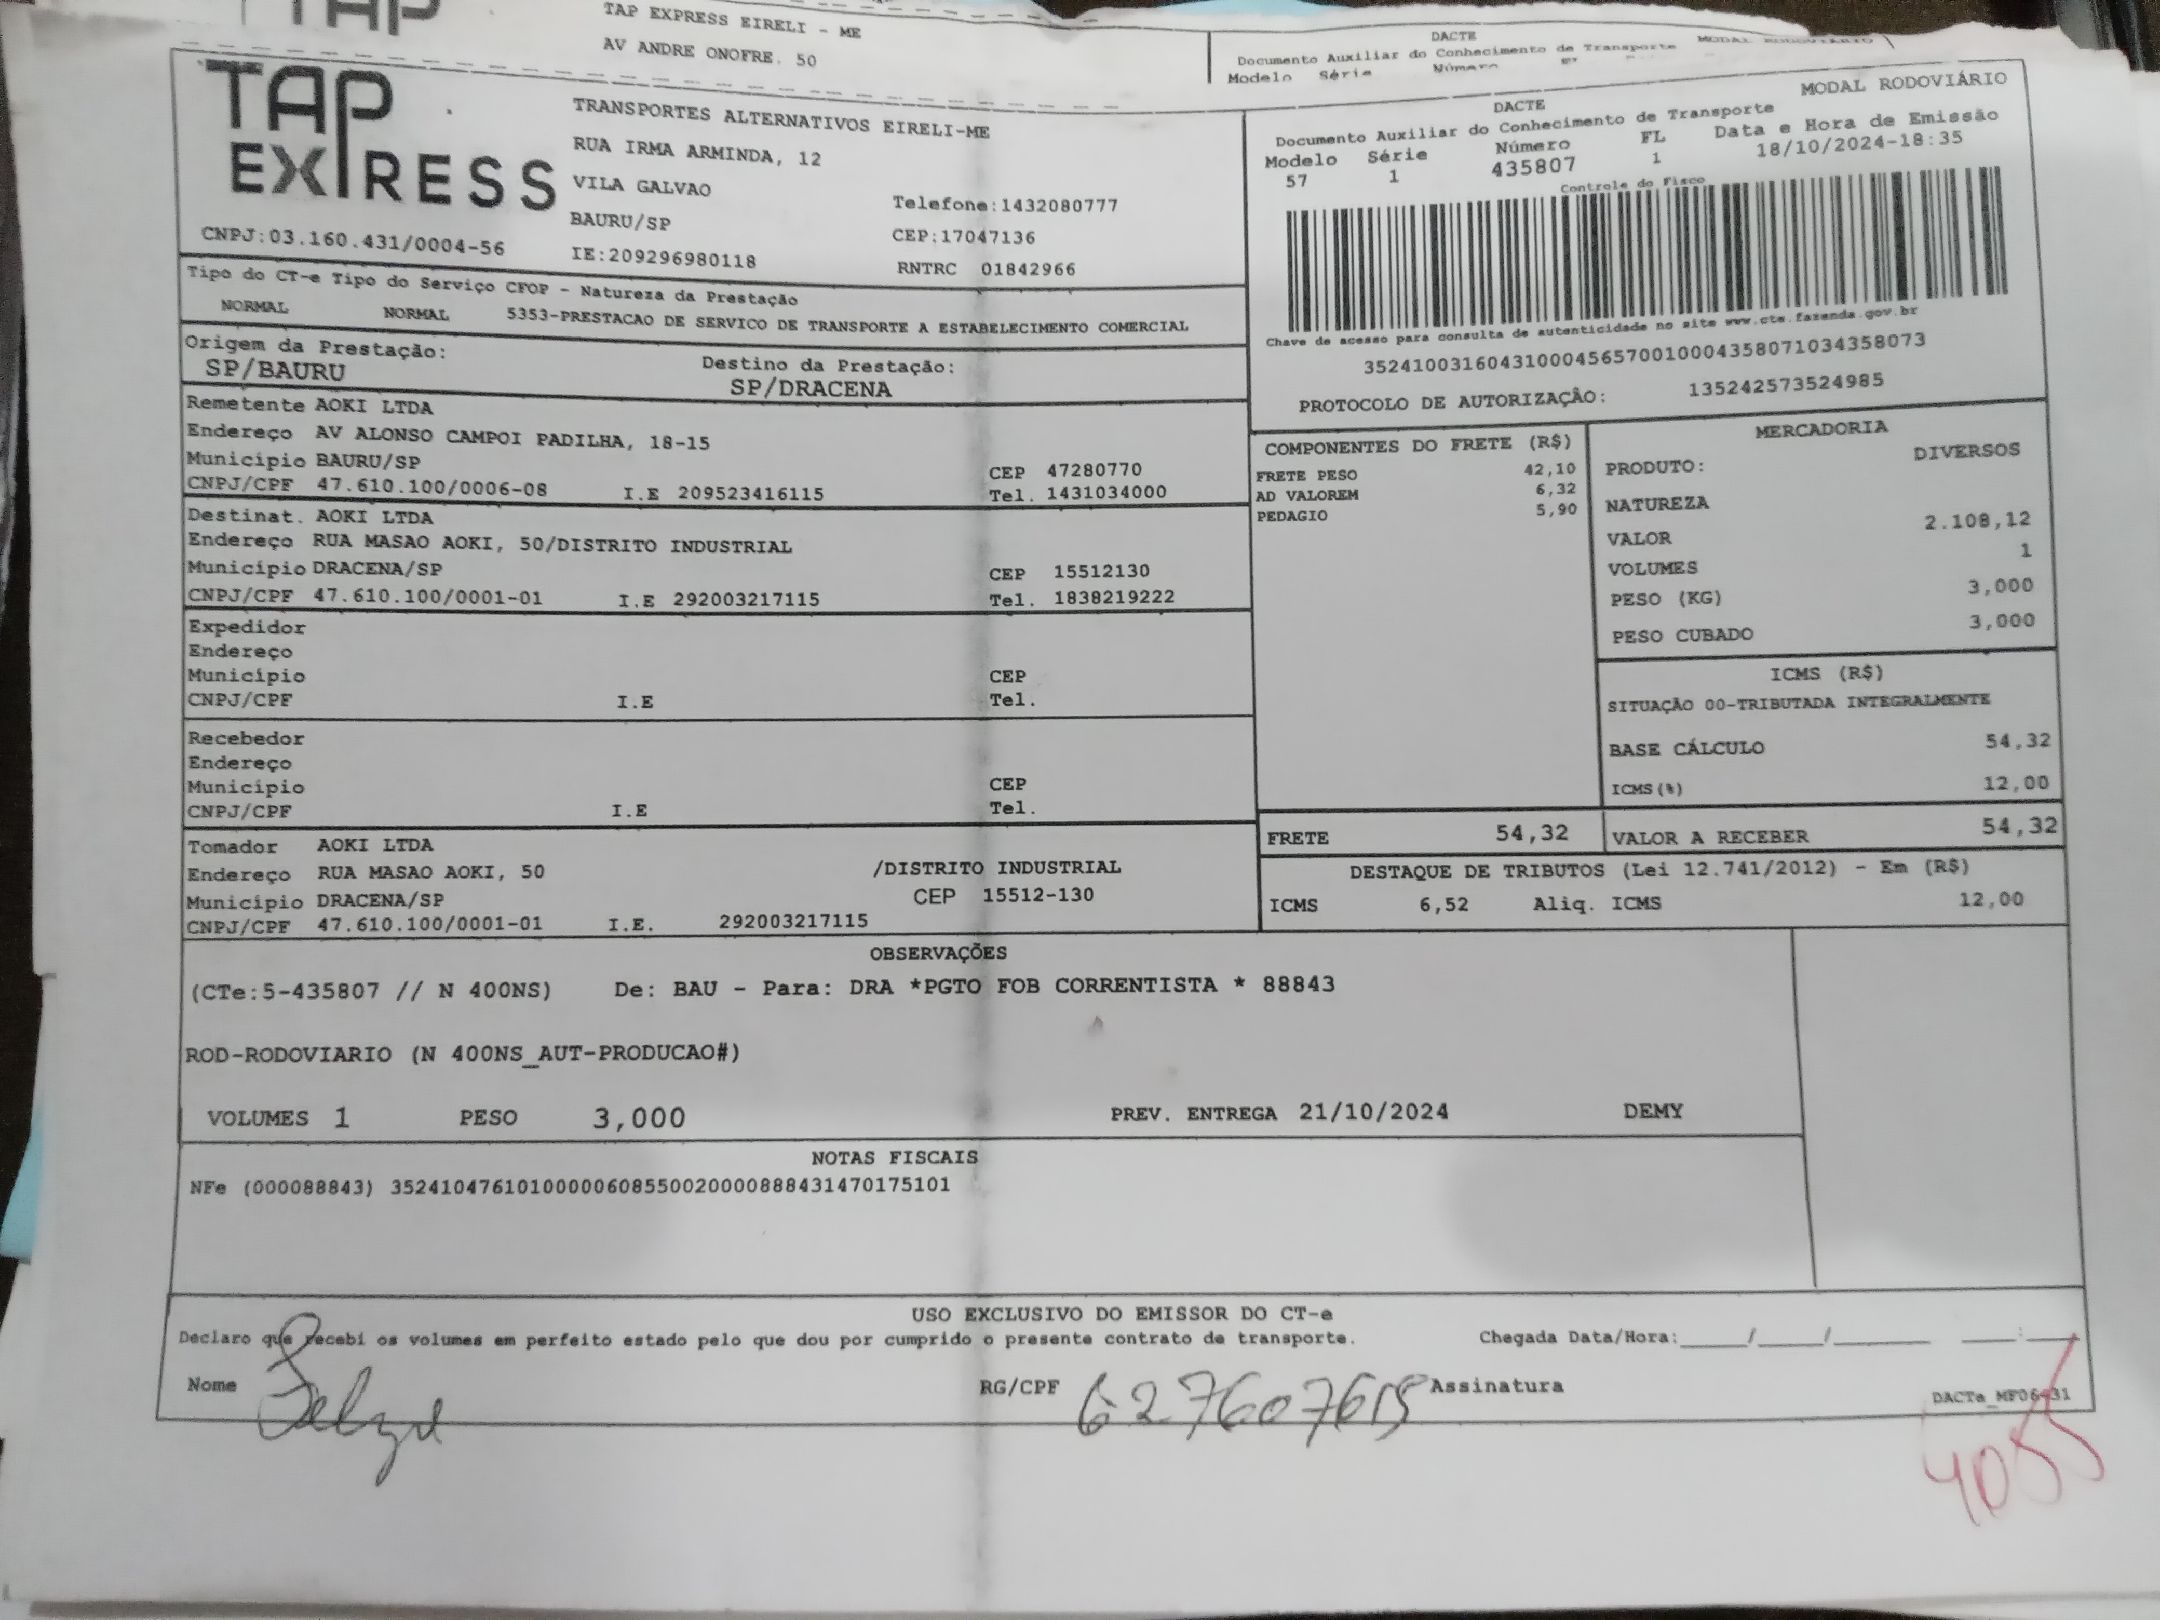 TAP
TAP EXPRESS EIRELI - ME
AV ANDRE ONOFRE, 50
DACTE
Documento Auxiliar do Conhecimento de Transporte
MODAL RODOVIÁRIO
Modelo Série Número
TAP
EXPRESS
CNPJ:03.160.431/0004-56
TRANSPORTES ALTERNATIVOS EIRELI-ME
RUA IRMA ARMINDA, 12
VILA GALVAO
BAURU/SP
IE:209296980118
Telefone:1432080777
CEP:17047136
RNTRC 01842966
MODAL RODOVIÁRIO
DACTE
Documento Auxiliar do Conhecimento de Transporte
Modelo Série Número FL Data e Hora de Emissão
57 1 435807 1 18/10/2024-18:35
Controle do Fisco
Chave de acesso para consulta de autenticidade no site www.cte.fazenda.gov.br
35241003160431000456570010004358071034358073
PROTOCOLO DE AUTORIZAÇÃO: 135242573524985
Tipo do CT-e Tipo do Serviço CFOP - Natureza da Prestação
NORMAL NORMAL 5353-PRESTACAO DE SERVICO DE TRANSPORTE A ESTABELECIMENTO COMERCIAL
Origem da Prestação: Destino da Prestação:
SP/BAURU SP/DRACENA
Remetente AOKI LTDA
Endereço AV ALONSO CAMPOI PADILHA, 18-15
Município BAURU/SP CEP 47280770
CNPJ/CPF 47.610.100/0006-08 I.E 209523416115 Tel. 1431034000
Destinat. AOKI LTDA
Endereço RUA MASAO AOKI, 50/DISTRITO INDUSTRIAL
Município DRACENA/SP CEP 15512130
CNPJ/CPF 47.610.100/0001-01 I.E 292003217115 Tel. 1838219222
Expedidor
Endereço
Município CEP
CNPJ/CPF I.E Tel.
Recebedor
Endereço
Município CEP
CNPJ/CPF I.E Tel.
Tomador AOKI LTDA
Endereço RUA MASAO AOKI, 50 /DISTRITO INDUSTRIAL
Município DRACENA/SP CEP 15512-130
CNPJ/CPF 47.610.100/0001-01 I.E. 292003217115
COMPONENTES DO FRETE (R$)
FRETE PESO 42,10
AD VALOREM 6,32
PEDAGIO 5,90
MERCADORIA
PRODUTO: DIVERSOS
NATUREZA
VALOR 2.108,12
VOLUMES 1
PESO (KG) 3,000
PESO CUBADO 3,000
ICMS (R$)
SITUAÇÃO 00-TRIBUTADA INTEGRALMENTE
BASE CÁLCULO 54,32
ICMS(%) 12,00
FRETE 54,32 VALOR A RECEBER 54,32
DESTAQUE DE TRIBUTOS (Lei 12.741/2012) - Em (R$)
ICMS 6,52 Aliq. ICMS 12,00
OBSERVAÇÕES
(CTe:5-435807 // N 400NS) De: BAU - Para: DRA *PGTO FOB CORRENTISTA * 88843
ROD-RODOVIARIO (N 400NS_AUT-PRODUCAO#)
VOLUMES 1 PESO 3,000 PREV. ENTREGA 21/10/2024 DEMY
NOTAS FISCAIS
NFe (000088843) 35241047610100000608550020000888431470175101
USO EXCLUSIVO DO EMISSOR DO CT-e
Declaro que recebi os volumes em perfeito estado pelo que dou por cumprido o presente contrato de transporte. Chegada Data/Hora:____/____/______ ___:___
Nome RG/CPF Assinatura